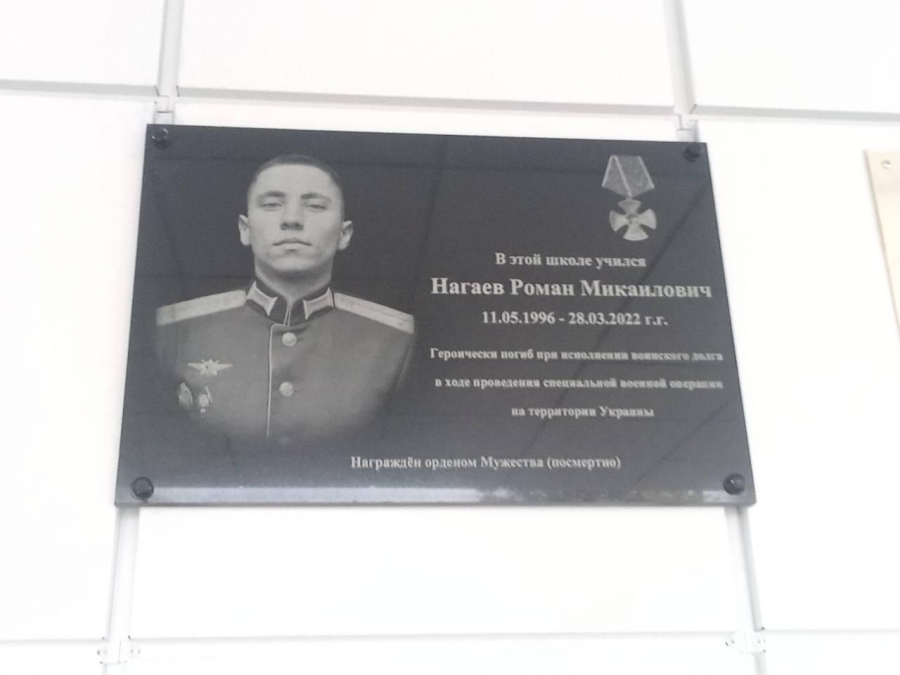 В этой школе учился
Нагаев Роман Микаилович
11.05.1996 - 28.03.2022 г.г.
Героически погиб при исполнении воинского долга
в ходе проведения специальной военной операции
на территории Украины
Награждён орденом Мужества (посмертно)